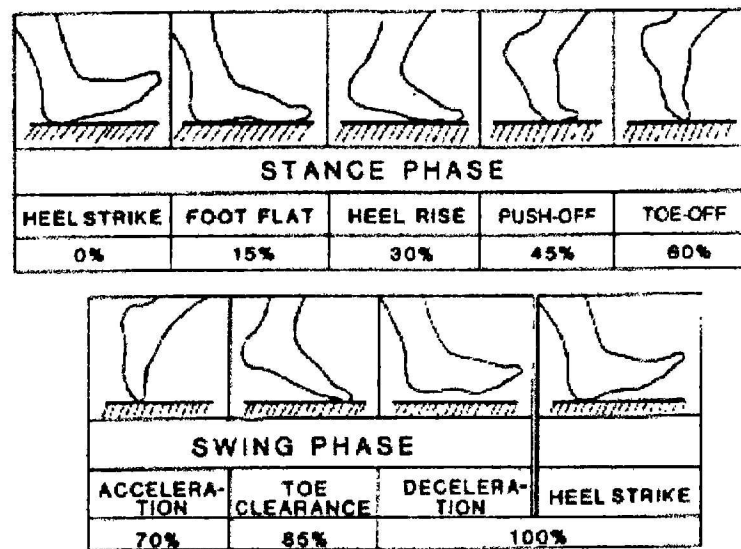 STANCE PHASE
HEEL STRIKE FOOT FLAT HEEL RISE PUSH-OFF TOE-OFF
0% 15% 30% 45% 60%
SWING PHASE
ACCELERA-
TION
TOE
CLEARANCE
DECELERA-
TION
HEEL STRIKE
70% 85% 100%